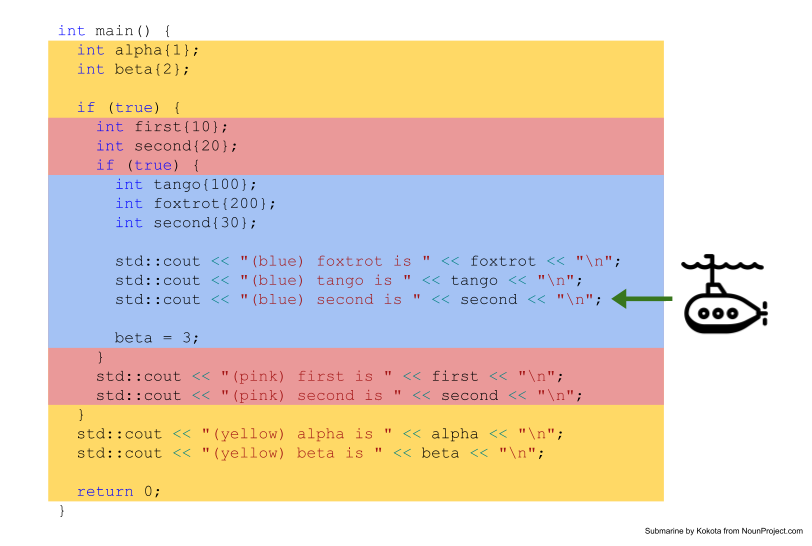 int main() {
  int alpha{1};
  int beta{2};

  if (true) {
    int first{10};
    int second{20};
    if (true) {
      int tango{100};
      int foxtrot{200};
      int second{30};

      std::cout << "(blue) foxtrot is " << foxtrot << "\n";
      std::cout << "(blue) tango is " << tango << "\n";
      std::cout << "(blue) second is " << second << "\n";

      beta = 3;
    }
    std::cout << "(pink) first is " << first << "\n";
    std::cout << "(pink) second is " << second << "\n";
  }
  std::cout << "(yellow) alpha is " << alpha << "\n";
  std::cout << "(yellow) beta is " << beta << "\n";

  return 0;
}
Submarine by Kokota from NounProject.com